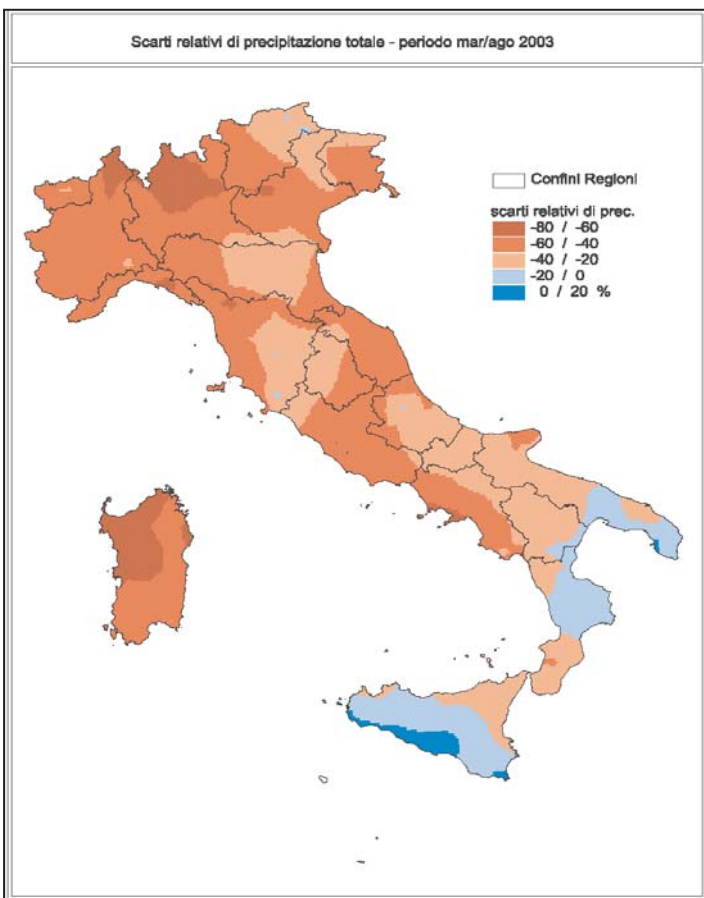 Scarti relativi di precipitazione totale - periodo mar/ago 2003
Confini Regioni
scarti relativi di prec.
-80 / -60
-60 / -40
-40 / -20
-20 / 0
0 / 20 %